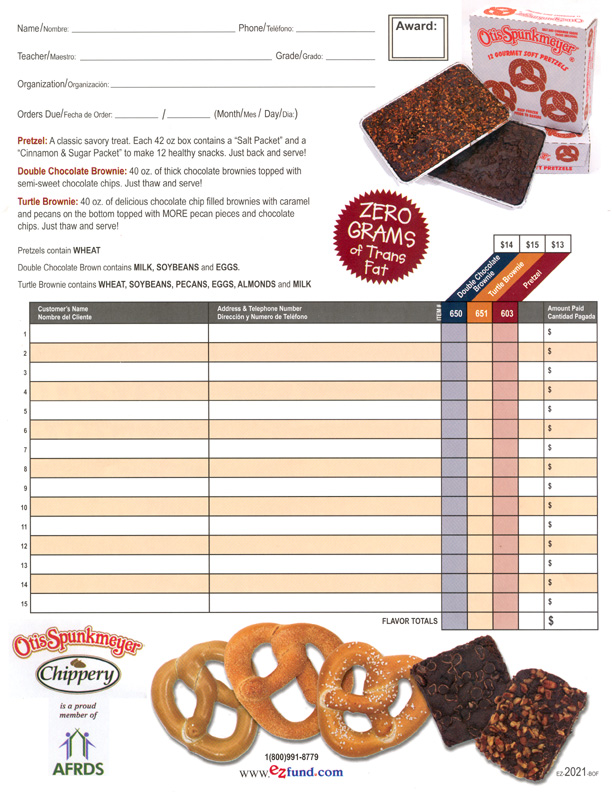 Name/Nombre:
Phone/Teléfono:
Award:
Teacher/Maestro:
Grade/Grado:
Organization/Organización:
Orders Due/Fecha de Order: / (Month/Mes / Day/Dia:)
Otis Spunkmeyer
12 GOURMET SOFT PRETZELS
Pretzel: A classic savory treat. Each 42 oz box contains a “Salt Packet” and a
“Cinnamon & Sugar Packet” to make 12 healthy snacks. Just back and serve!
Double Chocolate Brownie: 40 oz. of thick chocolate brownies topped with
semi-sweet chocolate chips. Just thaw and serve!
Turtle Brownie: 40 oz. of delicious chocolate chip filled brownies with caramel
and pecans on the bottom topped with MORE pecan pieces and chocolate
chips. Just thaw and serve!
ZERO
GRAMS
of Trans
Fat
Pretzels contain WHEAT
Double Chocolate Brown contains MILK, SOYBEANS and EGGS.
Turtle Brownie contains WHEAT, SOYBEANS, PECANS, EGGS, ALMONDS and MILK
$14 $15 $13
Double Chocolate
Brownie
Turtle Brownie
Pretzel
Customer's Name
Nombre del Cliente
Address & Telephone Number
Dirección y Numero de Teléfono
ITEM #
650 651 603
Amount Paid
Cantidad Pagada
1 $
2 $
3 $
4 $
5 $
6 $
7 $
8 $
9 $
10 $
11 $
12 $
13 $
14 $
15 $
FLAVOR TOTALS $
Otis Spunkmeyer
Chippery
is a proud
member of
AFRDS
1(800)991-8779
www.ezfund.com
EZ-2021-BOF